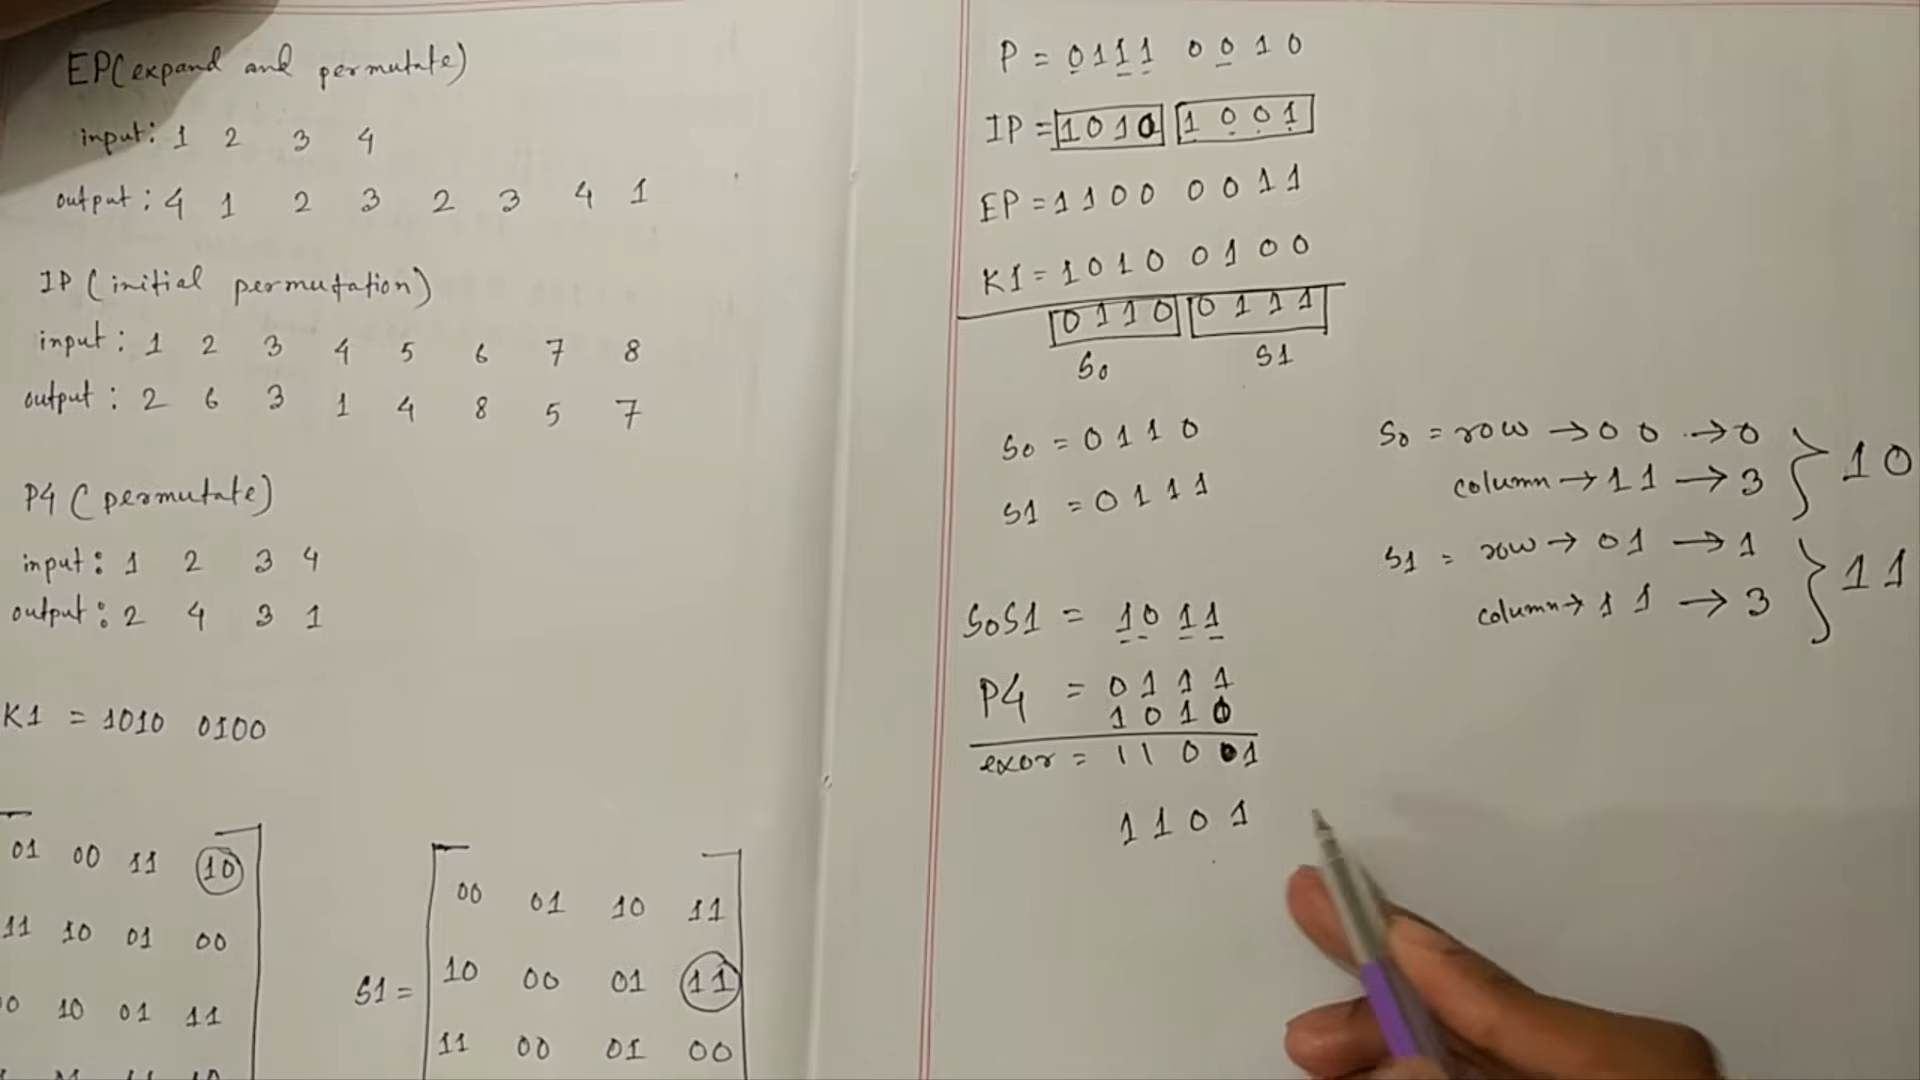 EP(expand and permutate)
input: 1 2 3 4
output: 4 1 2 3 2 3 4 1
IP (initial permutation)
input: 1 2 3 4 5 6 7 8
output: 2 6 3 1 4 8 5 7
P4 (permutate)
input: 1 2 3 4
output: 2 4 3 1
K1 = 1010 0100
01 00 11 10
11 10 01 00
0 10 01 11
11 10
S1 =
00 01 10 11
10 00 01 11
11 00 01 00
P = 0111 0010
IP = 1010 1001
EP = 1100 0011
K1 = 1010 0100
0110 0111
S0 S1
S0 = 0110
S1 = 0111
S0S1 = 1011
P4 = 0111
1010
exor = 1101
1101
S0 = row → 00 → 0
column → 11 → 3 } 10
S1 = row → 01 → 1
column → 11 → 3 } 11